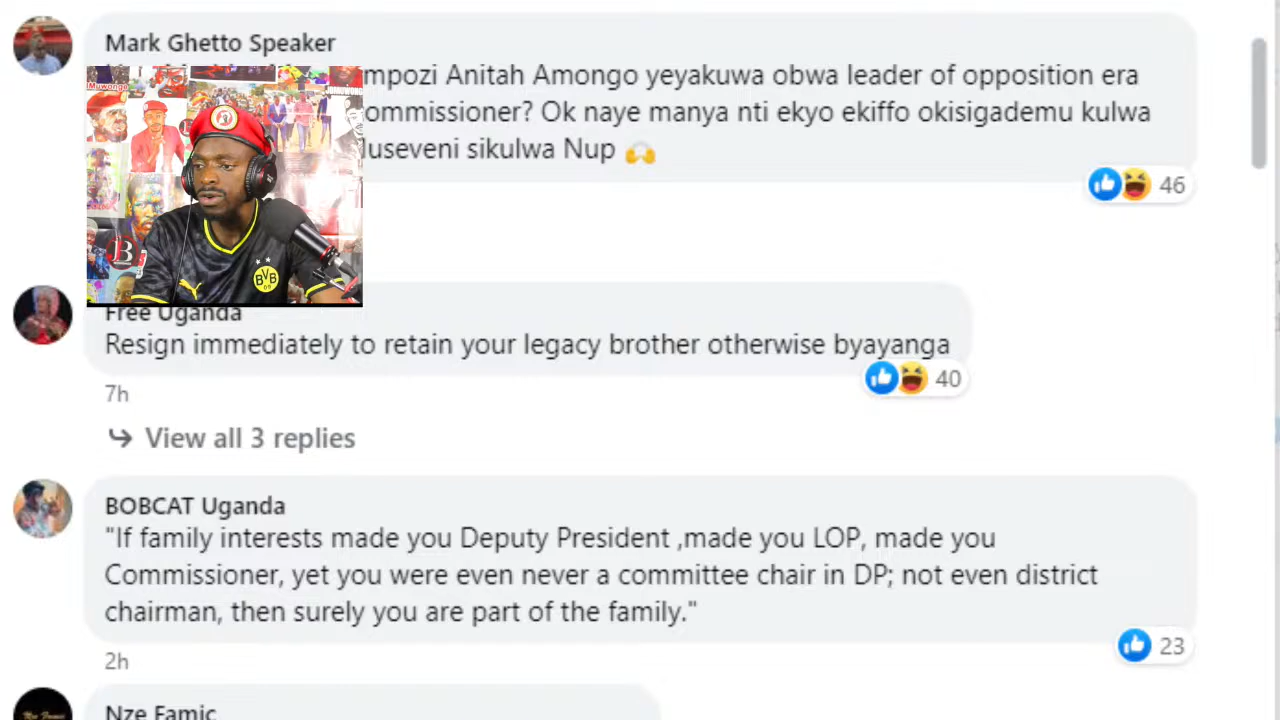 Mark Ghetto Speaker
mpozi Anitah Amongo yeyakuwa obwa leader of opposition era
ommissioner? Ok naye manya nti ekyo ekiffo okisigademu kulwa
useveni sikulwa Nup
46
Free Uganda
Resign immediately to retain your legacy brother otherwise byayanga
40
7h
View all 3 replies
BOBCAT Uganda
"If family interests made you Deputy President ,made you LOP, made you
Commissioner, yet you were even never a committee chair in DP; not even district
chairman, then surely you are part of the family."
23
2h
Nze Famic
BVB
09